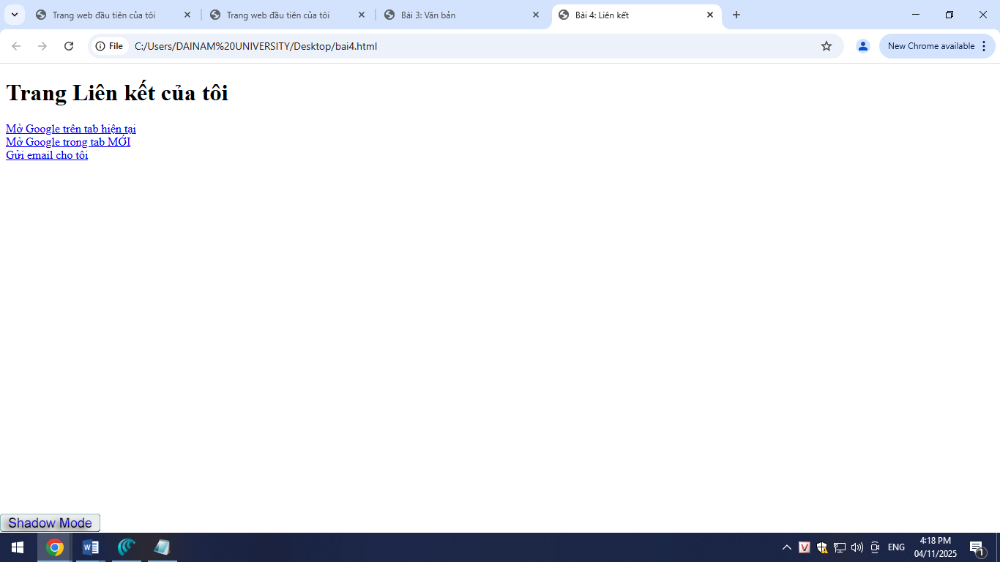 Trang web đầu tiên của tôi
Trang web đầu tiên của tôi
Bài 3: Văn bản
Bài 4: Liên kết
File
C:/Users/DAINAM%20UNIVERSITY/Desktop/bai4.html
New Chrome available
Trang Liên kết của tôi
Mở Google trên tab hiện tại
Mở Google trong tab MỚI
Gửi email cho tôi
Shadow Mode
ENG
4:18 PM
04/11/2025
1